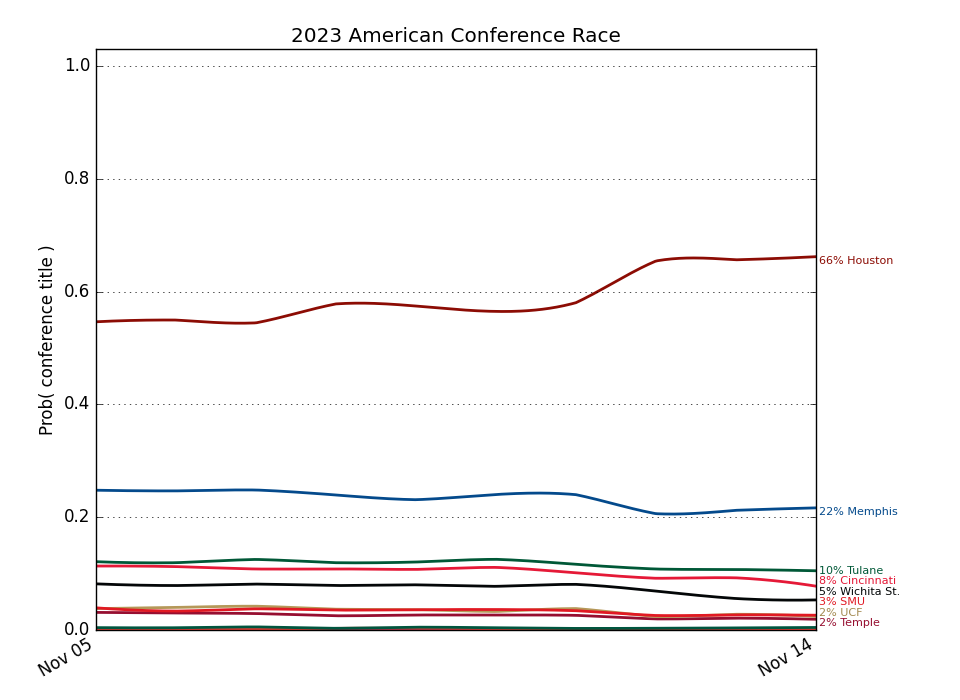 2023 American Conference Race
Prob( conference title )
1.0
0.8
0.6
0.4
0.2
0.0
Nov 05
Nov 14
66% Houston
22% Memphis
10% Tulane
8% Cincinnati
5% Wichita St.
3% SMU
2% UCF
2% Temple